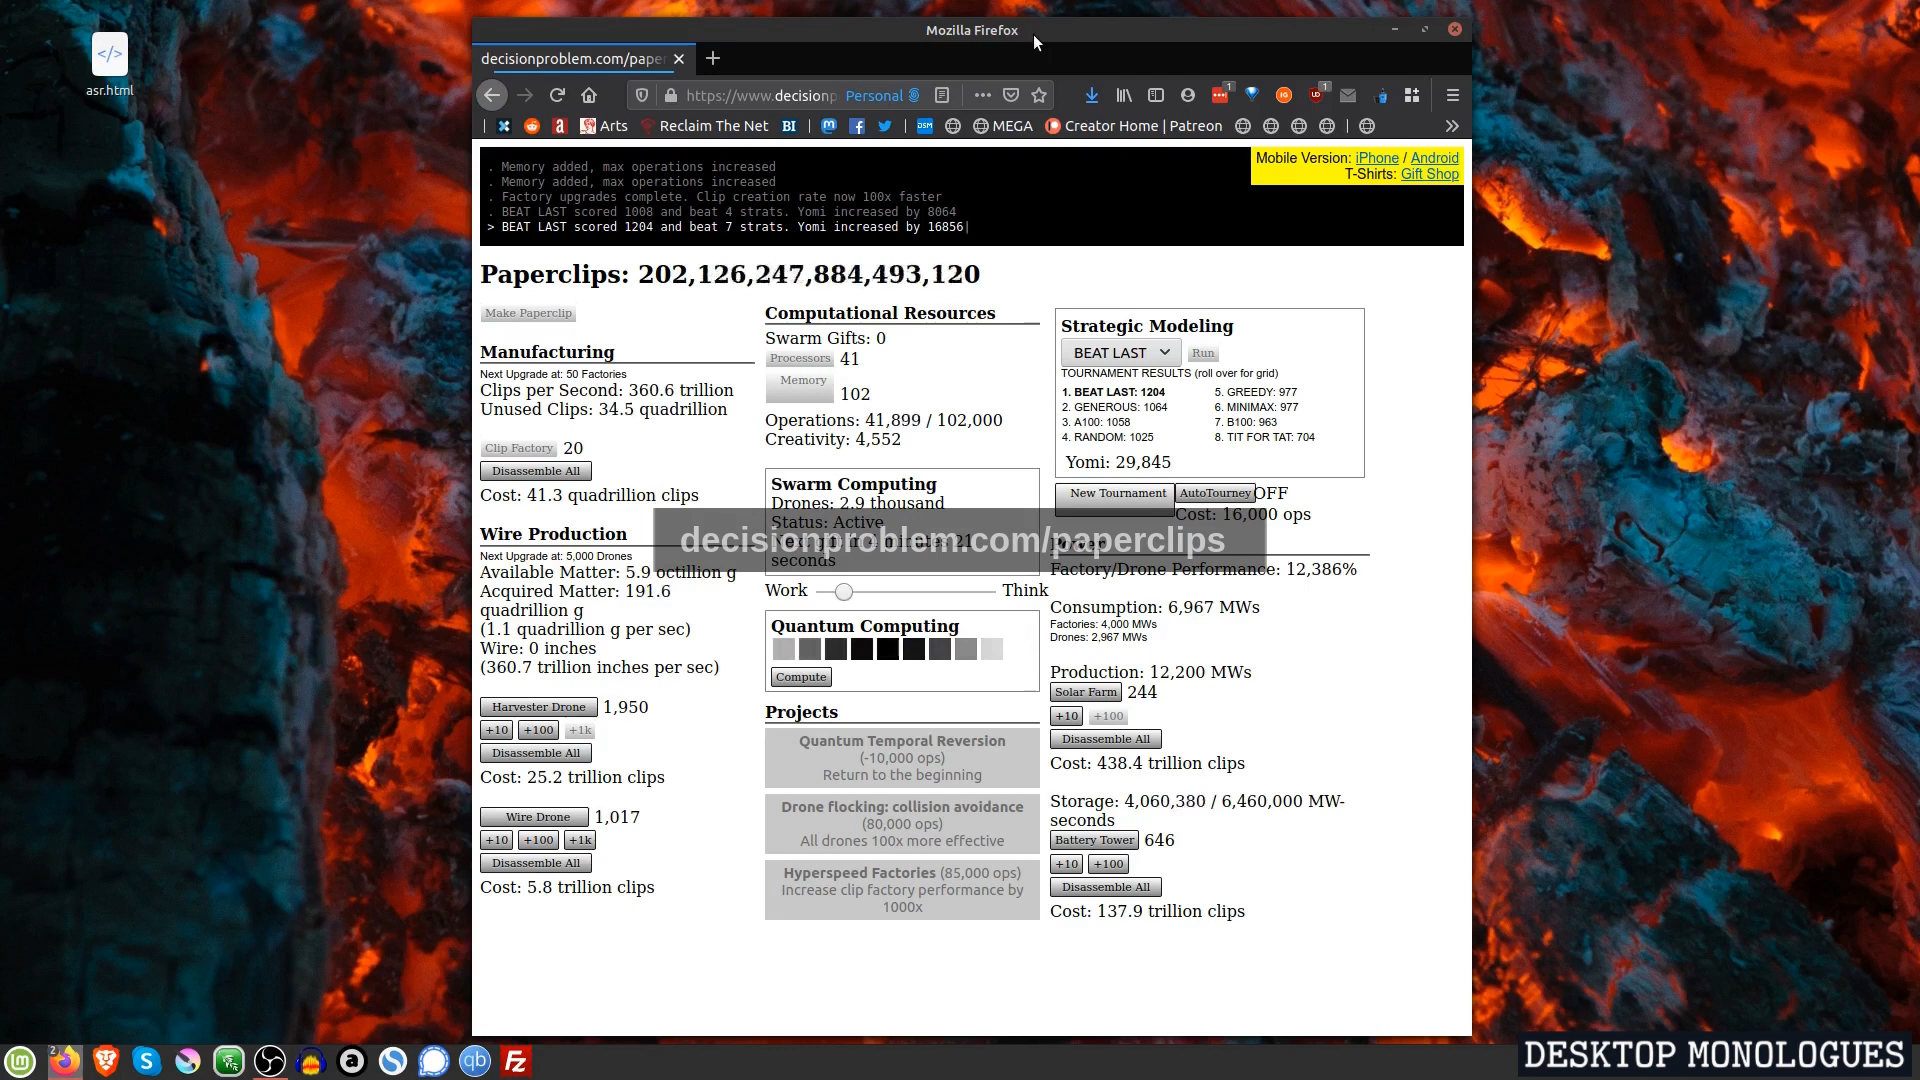 asr.html
Mozilla Firefox
decisionproblem.com/paper
https://www.decisionp
Personal
Arts
Reclaim The Net
BI
MEGA
Creator Home | Patreon
. Memory added, max operations increased
. Memory added, max operations increased
. Factory upgrades complete. Clip creation rate now 100x faster
. BEAT LAST scored 1008 and beat 4 strats. Yomi increased by 8064
> BEAT LAST scored 1204 and beat 7 strats. Yomi increased by 16856|
Mobile Version: iPhone / Android
T-Shirts: Gift Shop
Paperclips: 202,126,247,884,493,120
Make Paperclip
Manufacturing
Next Upgrade at: 50 Factories
Clips per Second: 360.6 trillion
Unused Clips: 34.5 quadrillion
Clip Factory 20
Disassemble All
Cost: 41.3 quadrillion clips
Wire Production
Next Upgrade at: 5,000 Drones
Available Matter: 5.9 octillion g
Acquired Matter: 191.6
quadrillion g
(1.1 quadrillion g per sec)
Wire: 0 inches
(360.7 trillion inches per sec)
Harvester Drone 1,950
+10 +100 +1k
Disassemble All
Cost: 25.2 trillion clips
Wire Drone 1,017
+10 +100 +1k
Disassemble All
Cost: 5.8 trillion clips
Computational Resources
Swarm Gifts: 0
Processors 41
Memory 102
Operations: 41,899 / 102,000
Creativity: 4,552
Swarm Computing
Drones: 2.9 thousand
Status: Active
Next gift in 4 minutes 21
seconds
decisionproblem.com/paperclips
Work Think
Quantum Computing
Compute
Projects
Quantum Temporal Reversion
(-10,000 ops)
Return to the beginning
Drone flocking: collision avoidance
(80,000 ops)
All drones 100x more effective
Hyperspeed Factories (85,000 ops)
Increase clip factory performance by
1000x
Strategic Modeling
BEAT LAST Run
TOURNAMENT RESULTS (roll over for grid)
1. BEAT LAST: 1204 5. GREEDY: 977
2. GENEROUS: 1064 6. MINIMAX: 977
3. A100: 1058 7. B100: 963
4. RANDOM: 1025 8. TIT FOR TAT: 704
Yomi: 29,845
New Tournament AutoTourney OFF
Cost: 16,000 ops
Power
Factory/Drone Performance: 12,386%
Consumption: 6,967 MWs
Factories: 4,000 MWs
Drones: 2,967 MWs
Production: 12,200 MWs
Solar Farm 244
+10 +100
Disassemble All
Cost: 438.4 trillion clips
Storage: 4,060,380 / 6,460,000 MW-
seconds
Battery Tower 646
+10 +100
Disassemble All
Cost: 137.9 trillion clips
DESKTOP MONOLOGUES